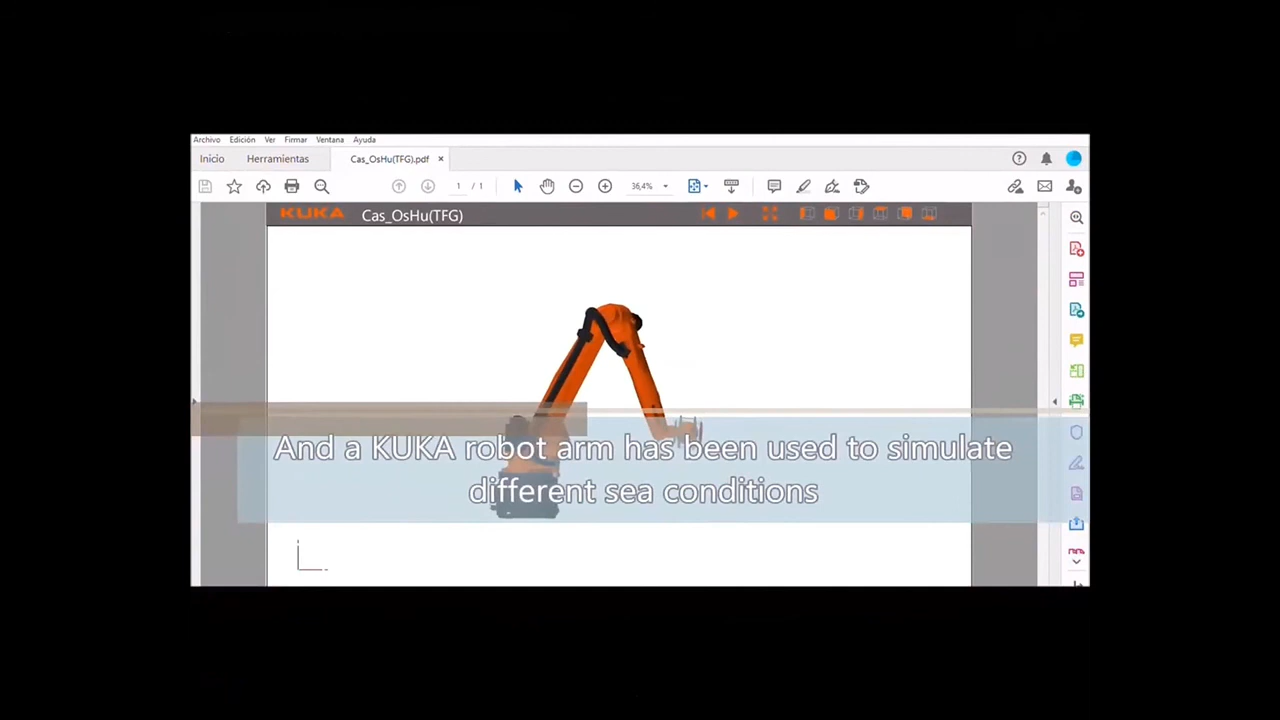 Archivo Edición Ver Firmar Ventana Ayuda
Inicio Herramientas Cas_OsHu(TFG).pdf ×
1 / 1 36,4%
KUKA Cas_OsHu(TFG)
And a KUKA robot arm has been used to simulate
different sea conditions